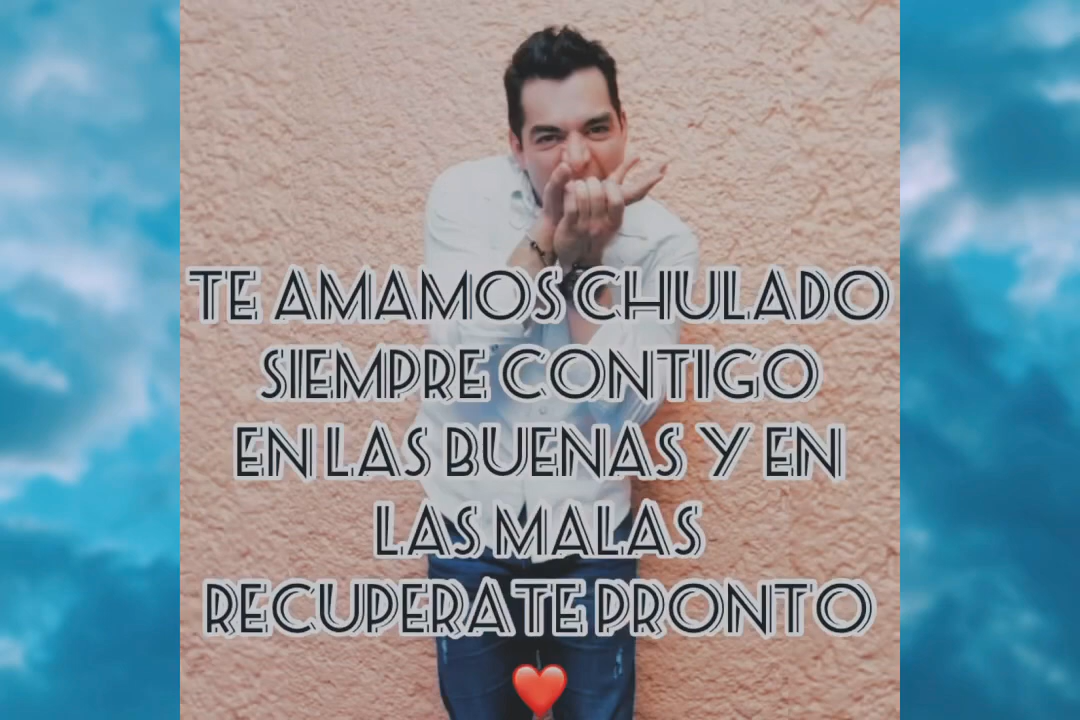 TE AMAMOS CHULADO
SIEMPRE CONTIGO
EN LAS BUENAS Y EN
LAS MALAS
RECUPERATE PRONTO
❤️